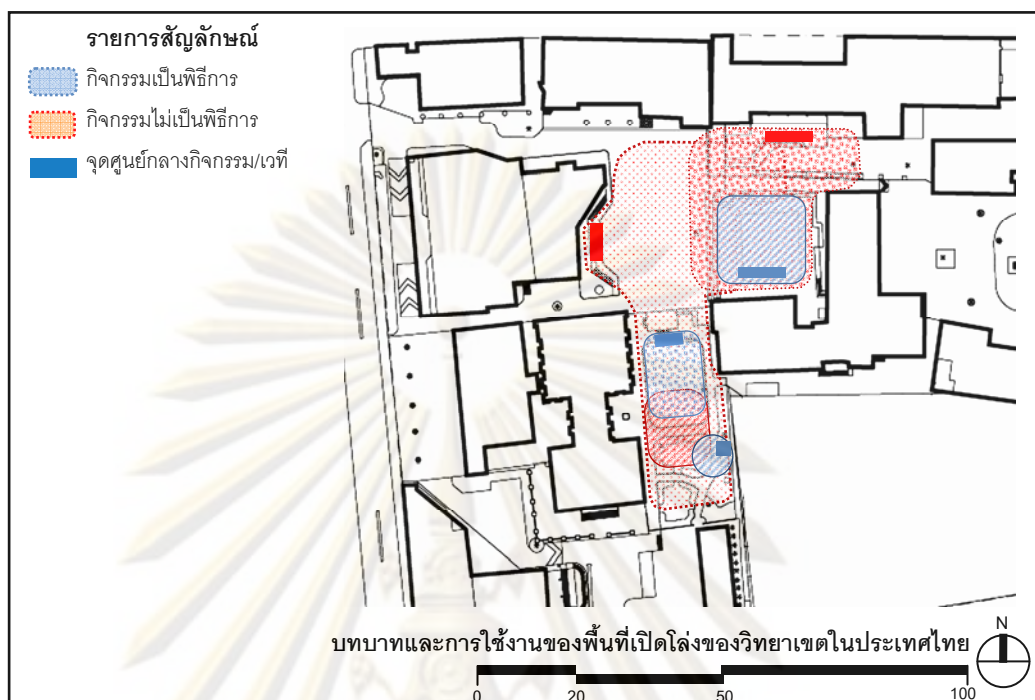 รายการสัญลักษณ์
กิจกรรมเป็นพิธีการ
กิจกรรมไม่เป็นพิธีการ
จุดศูนย์กลางกิจกรรม/เวที
บทบาทและการใช้งานของพื้นที่เปิดโล่งของวิทยาเขตในประเทศไทย
N
0 20 50 100